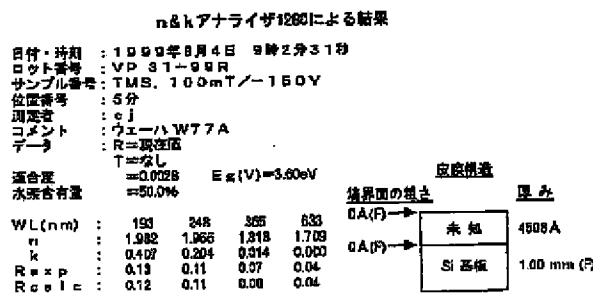 n&kアナライザ1280による結果
日付・時刻 :1999年8月4日 9時2分31秒
ロット番号 :VP 31-99R
サンプル番号:TMS, 100mT/-150V
位置番号 :5分
測定者 :cj
コメント :ウェーハ WT7A
データ :R=現在値
T=なし
適合度 =0.0028 Eg(V)=3.60eV
水素含有量 =50.0%
WL(nm) : 193 248 365 633
n : 1.982 1.966 1.818 1.709
k : 0.407 0.204 0.014 0.000
Rexp : 0.13 0.11 0.07 0.04
Rcalc : 0.12 0.11 0.08 0.04
構造
境界面の粗さ 厚み
0A(F)
未知 4508A
0A(F)
Si 基板 1.00 mm (F)